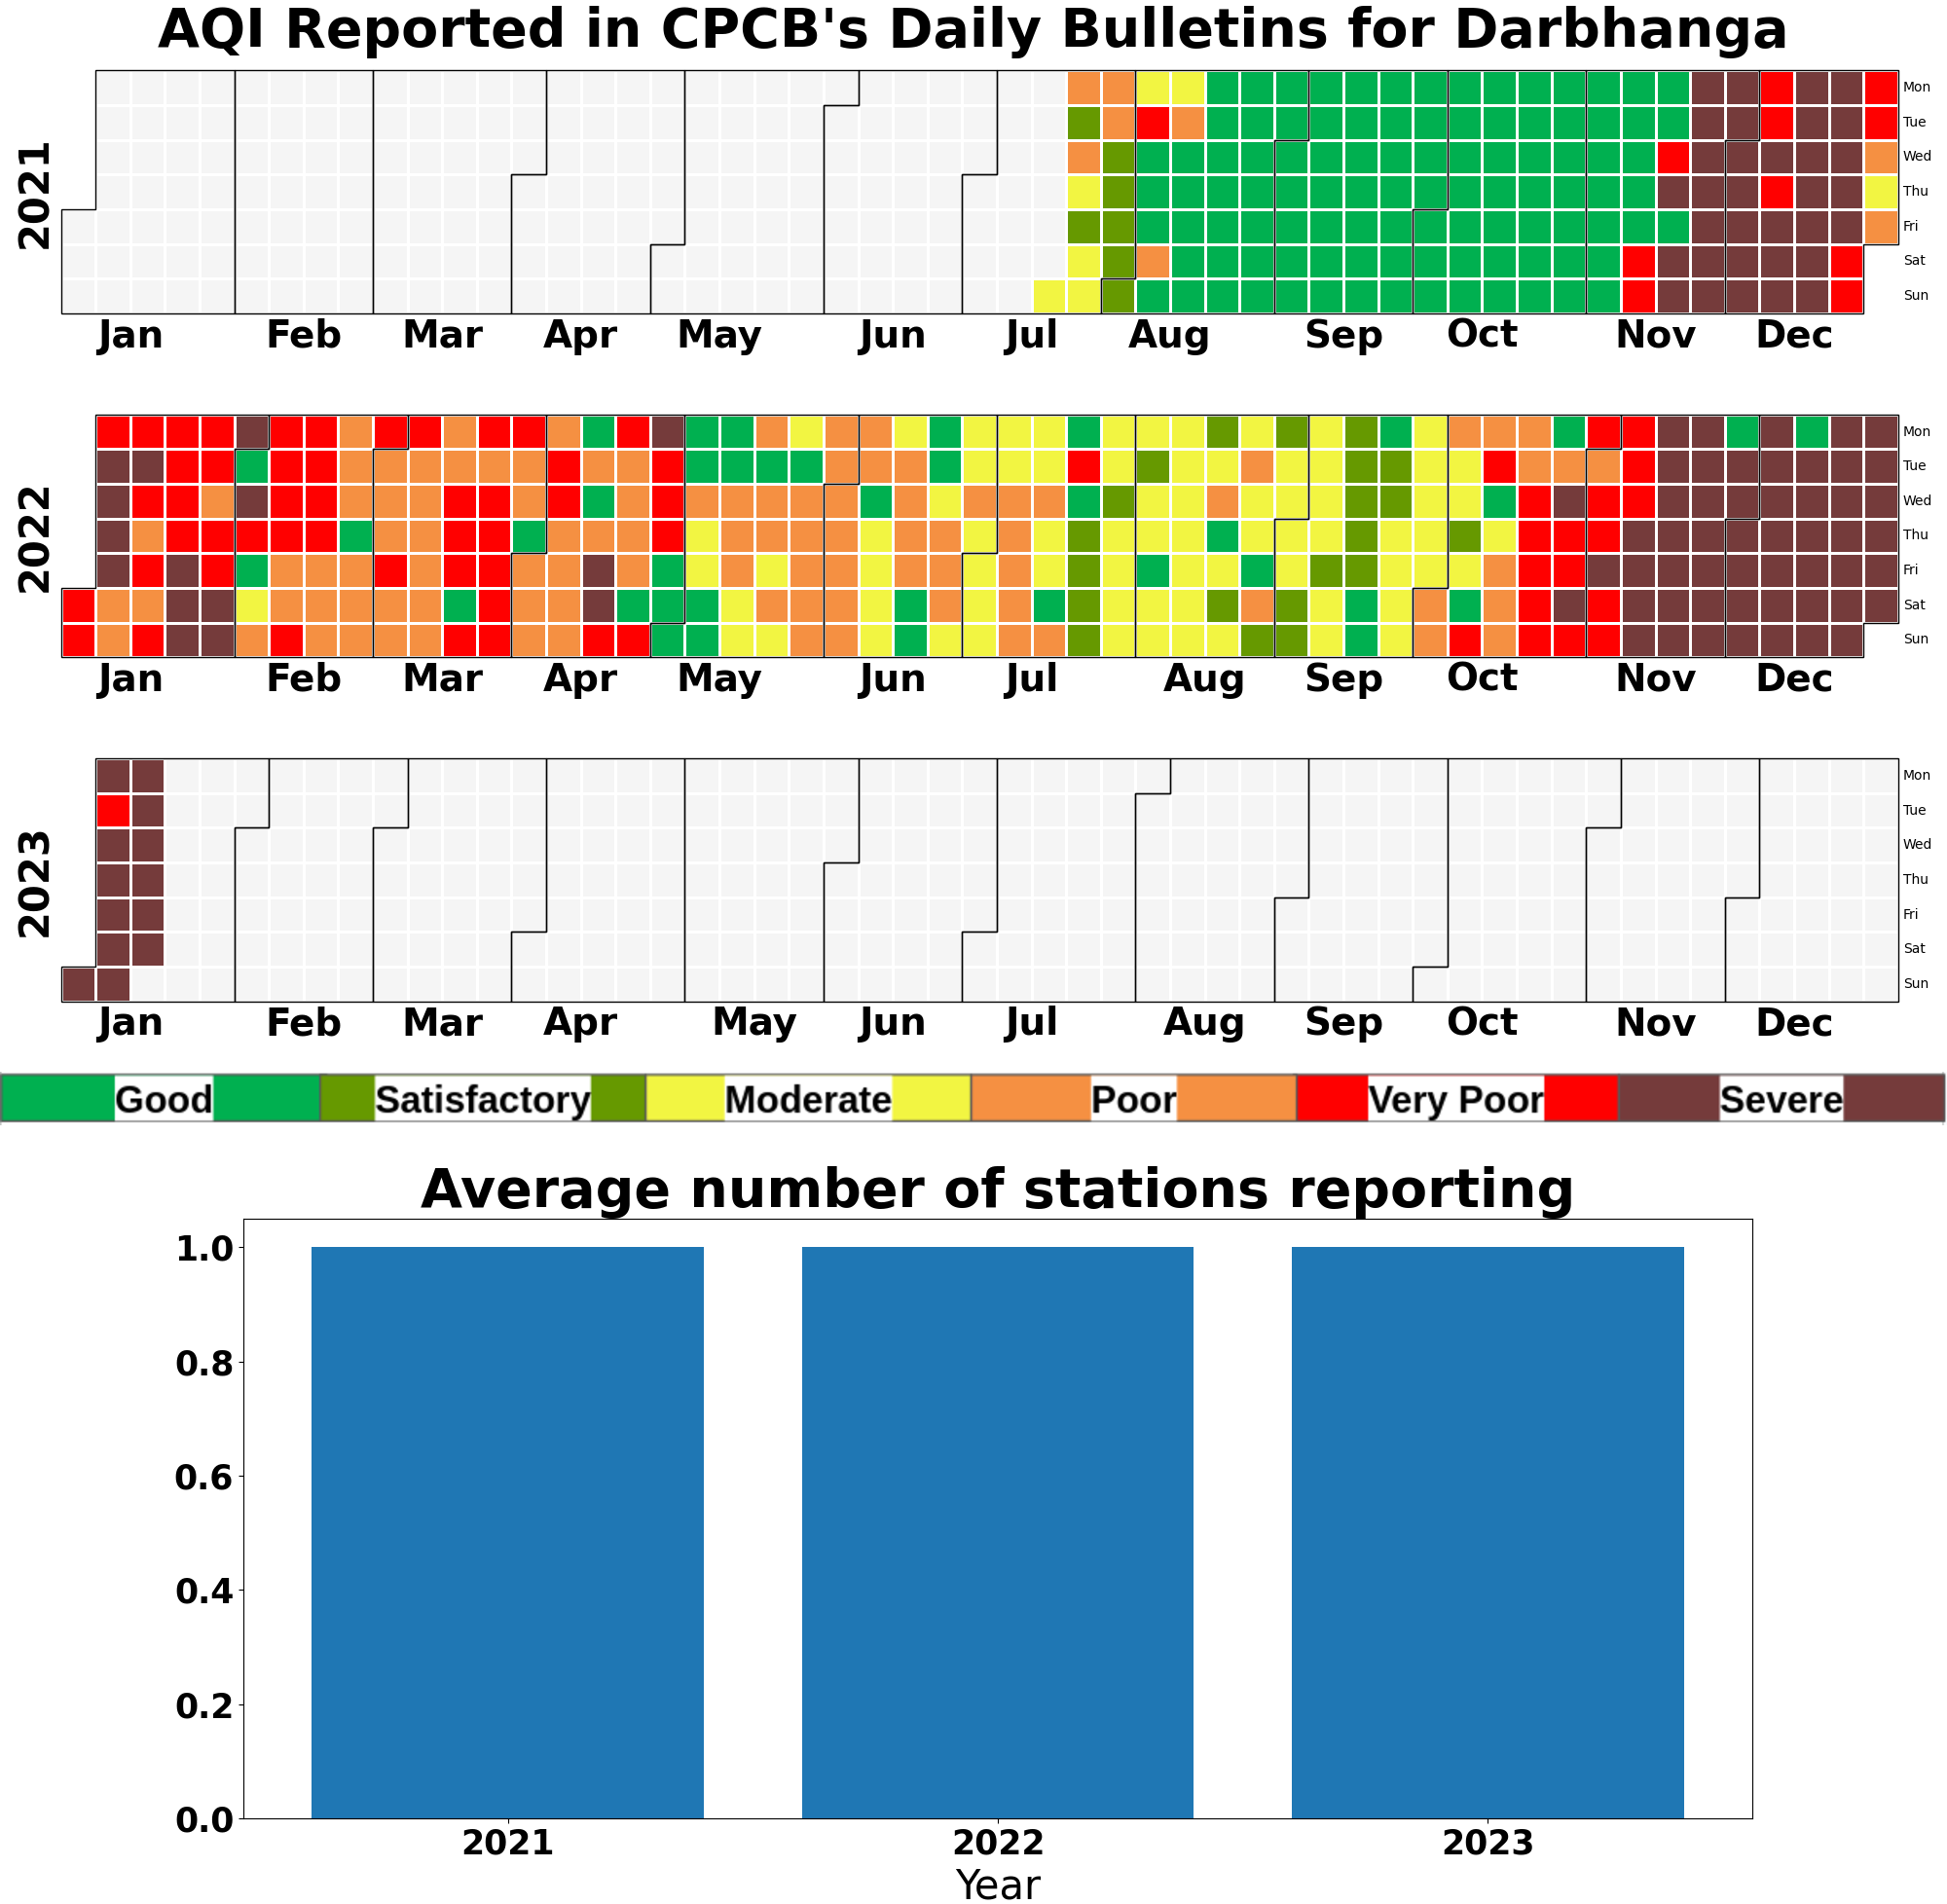 AQI Reported in CPCB's Daily Bulletins for Darbhanga
2021
Mon
Tue
Wed
Thu
Fri
Sat
Sun
Jan Feb Mar Apr May Jun Jul Aug Sep Oct Nov Dec
2022
Mon
Tue
Wed
Thu
Fri
Sat
Sun
Jan Feb Mar Apr May Jun Jul Aug Sep Oct Nov Dec
2023
Mon
Tue
Wed
Thu
Fri
Sat
Sun
Jan Feb Mar Apr May Jun Jul Aug Sep Oct Nov Dec
Good Satisfactory Moderate Poor Very Poor Severe
Average number of stations reporting
1.0
0.8
0.6
0.4
0.2
0.0
2021 2022 2023
Year